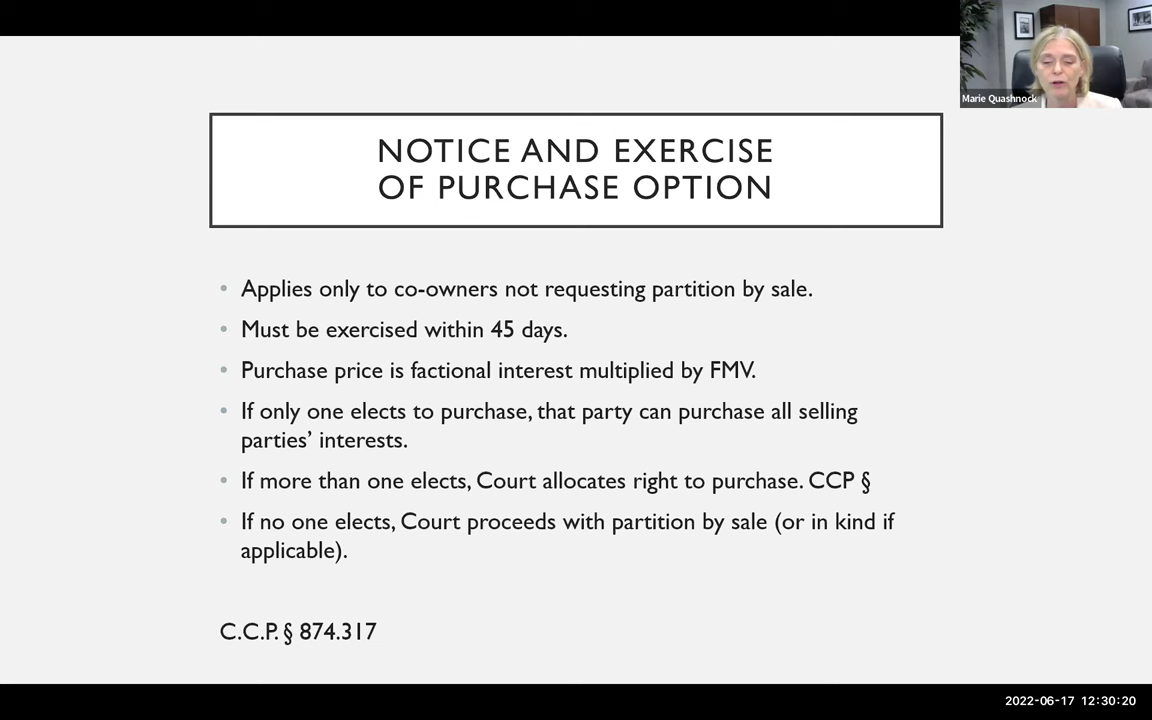 Marie Quashnock
NOTICE AND EXERCISE
OF PURCHASE OPTION
• Applies only to co-owners not requesting partition by sale.
• Must be exercised within 45 days.
• Purchase price is factional interest multiplied by FMV.
• If only one elects to purchase, that party can purchase all selling
parties’ interests.
• If more than one elects, Court allocates right to purchase. CCP §
• If no one elects, Court proceeds with partition by sale (or in kind if
applicable).
C.C.P. § 874.317
2022-06-17 12:30:20